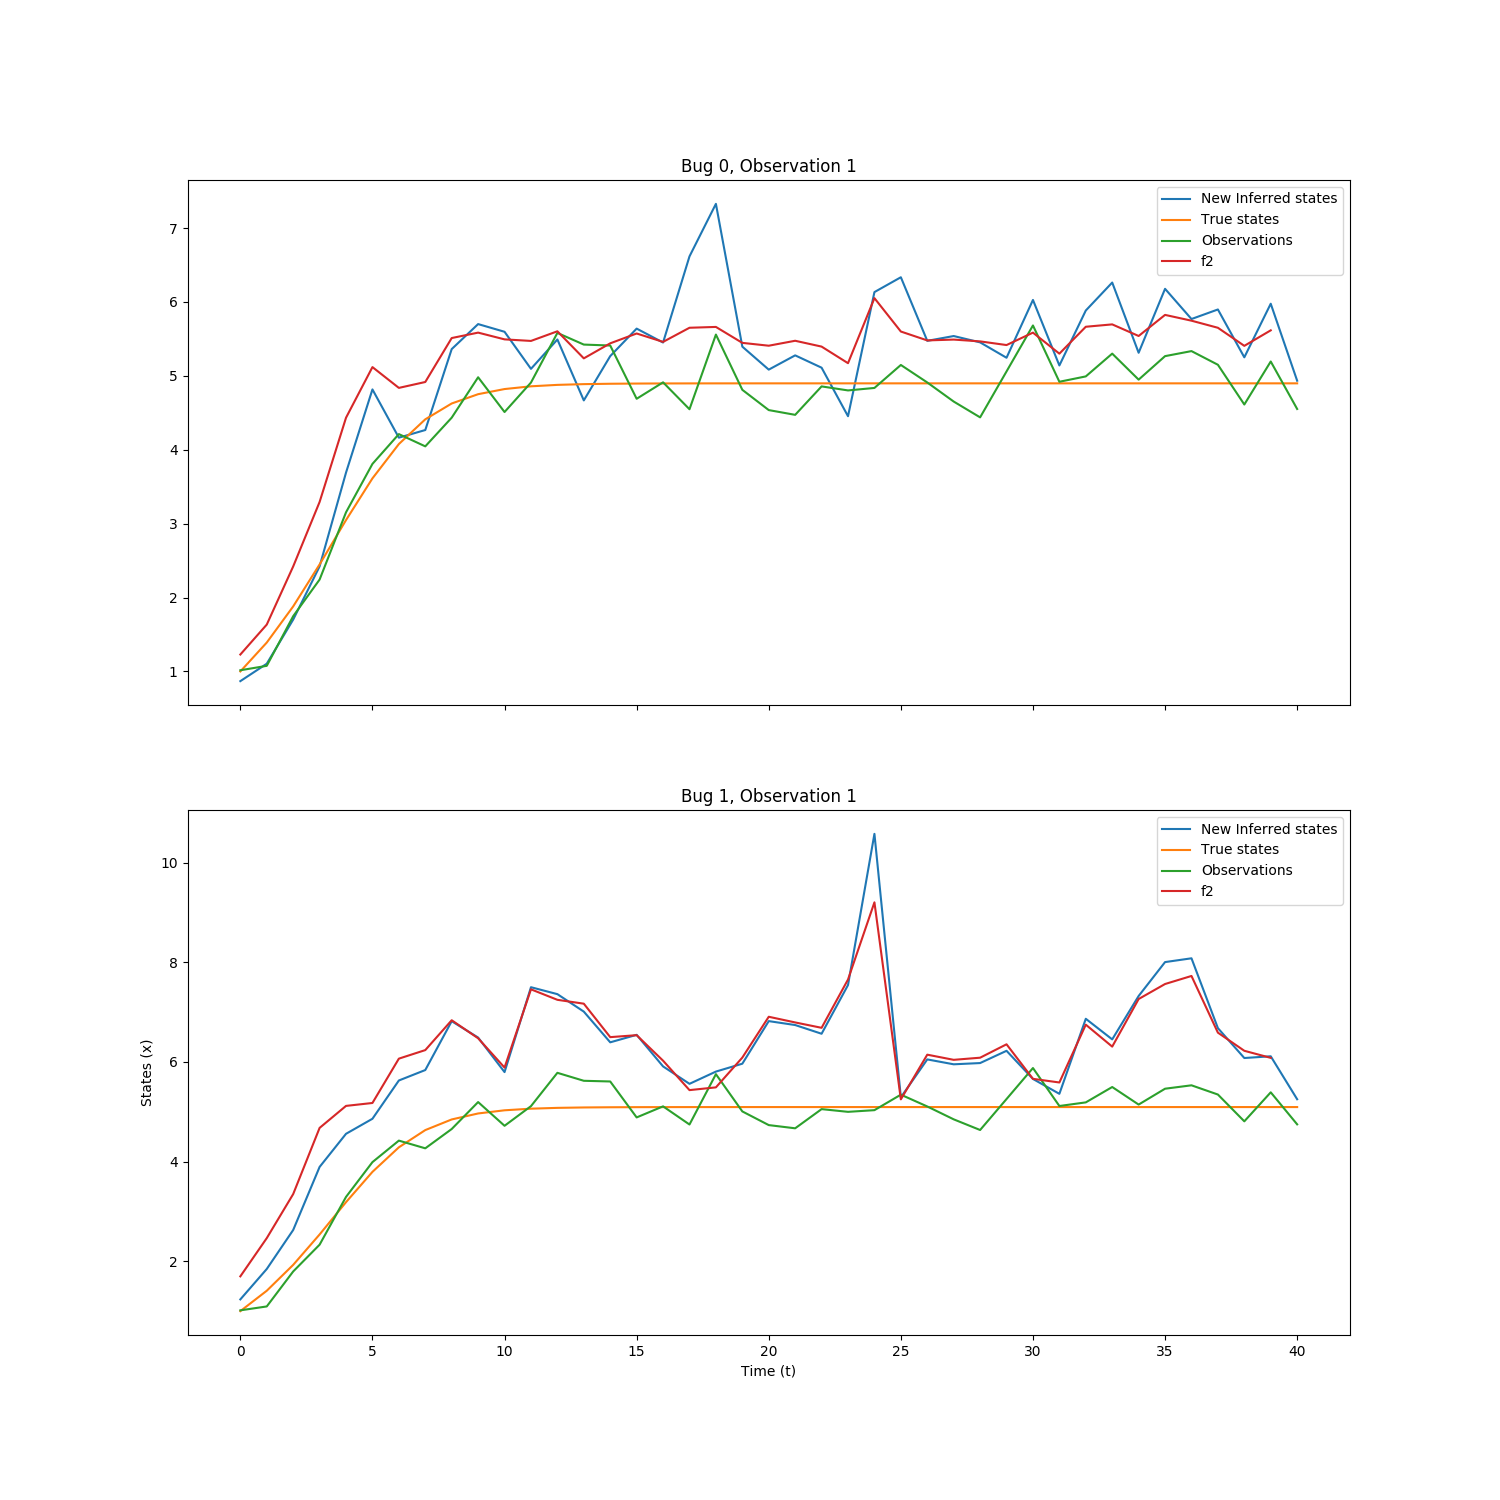 Bug 0, Observation 1
New Inferred states
True states
Observations
f2
7
6
5
4
3
2
1
Bug 1, Observation 1
New Inferred states
True states
Observations
f2
10
8
6
4
2
States (x)
0 5 10 15 20 25 30 35 40
Time (t)